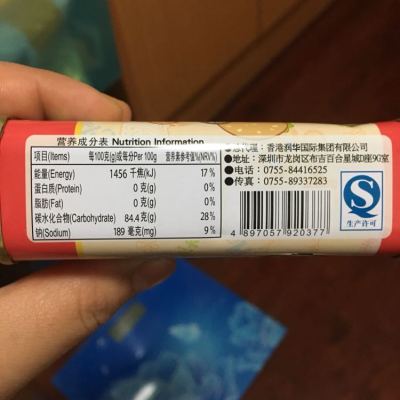 营养成分表 Nutrition Information
项目(Items) 每100克(g)或每份Per 100g 营养素参考值%(NRV%)
能量(Energy) 1456 千焦(kJ) 17%
蛋白质(Protein) 0 克(g) 0%
脂肪(Fat) 0 克(g) 0%
碳水化合物(Carbohydrate) 84.4 克(g) 28%
钠(Sodium) 189 毫克(mg) 9%
●总代理：香港润华国际集团有限公司
●地址：深圳市龙岗区布吉百合星城D座90室
●电话：0755-84416525
●传真：0755-89337283
4 897057 920377
QS
生产许可